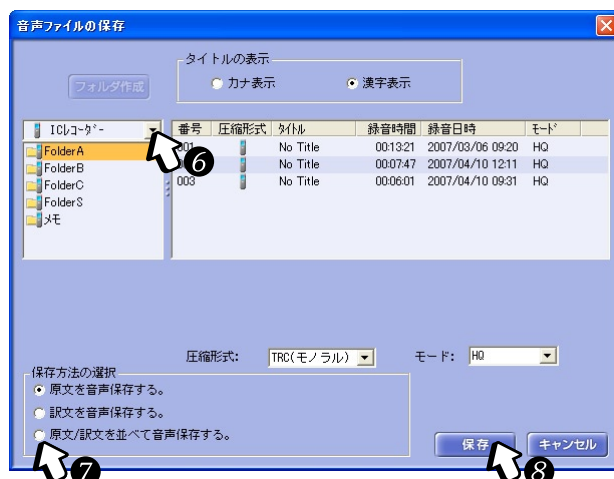 音声ファイルの保存
タイトルの表示
フォルダ作成
カナ表示
漢字表示
ICレコーダー
番号 圧縮形式 タイトル 録音時間 録音日時 モード
FolderA
001 No Title 00:13:21 2007/03/06 09:20 HQ
FolderB
No Title 00:07:47 2007/04/10 12:11 HQ
FolderC
003 No Title 00:06:01 2007/04/10 09:31 HQ
FolderS
メモ
6
圧縮形式: TRC(モノラル) モード: HQ
保存方法の選択
原文を音声保存する。
訳文を音声保存する。
原文/訳文を並べて音声保存する。
保存 キャンセル
7
8